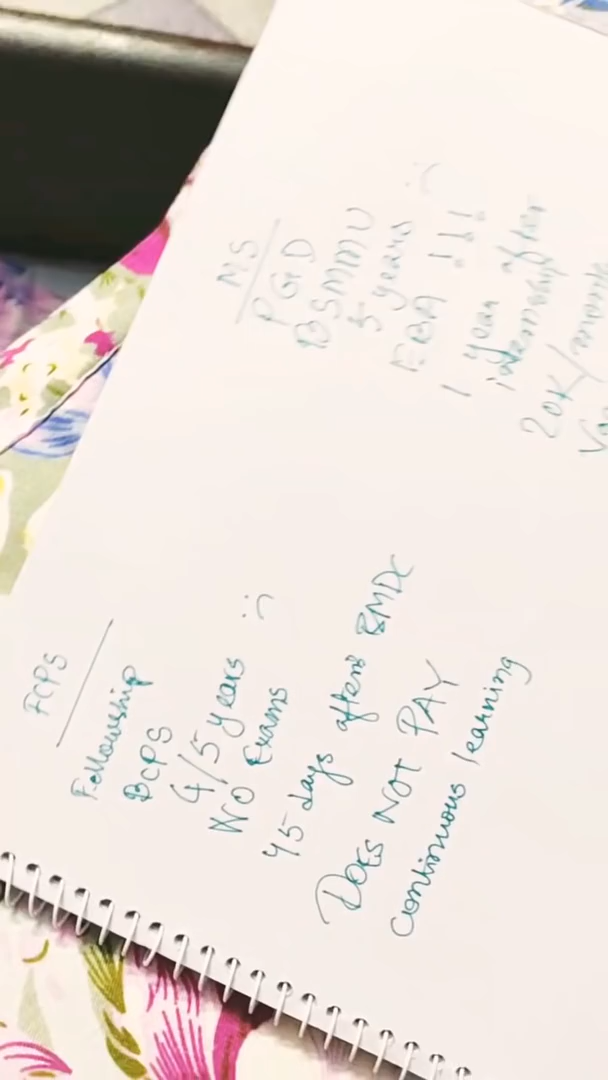 FCPS
Fellowship
BCPS
4/5 years :)
NO Exams
45 days after BMDC
DOES NOT PAY
Continuous learning
MS
PGD
BSMMU
5 years :(
EBA !!!
1 year after
internship
20K/month